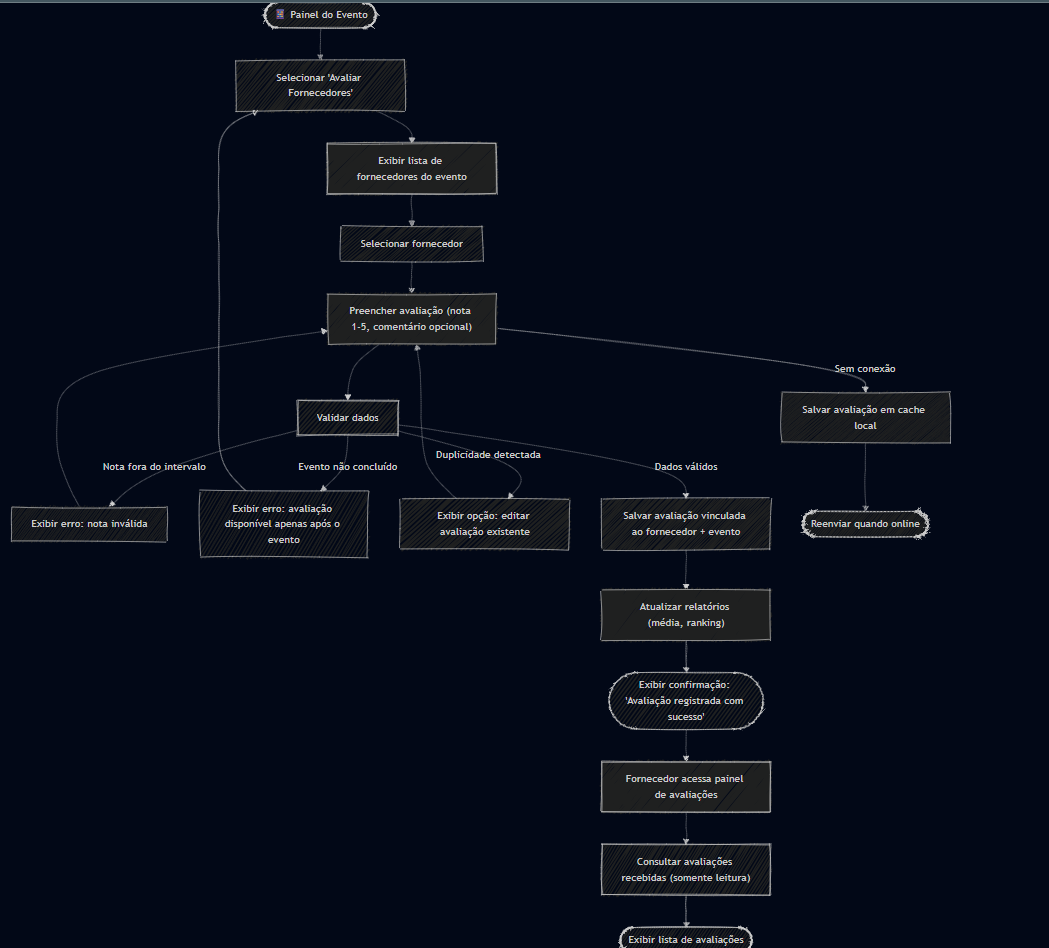 Painel do Evento
Selecionar 'Avaliar
Fornecedores'
Exibir lista de
fornecedores do evento
Selecionar fornecedor
Preencher avaliação (nota
1-5, comentário opcional)
Sem conexão
Salvar avaliação em cache
local
Validar dados
Nota fora do intervalo
Evento não concluído
Duplicidade detectada
Dados válidos
Exibir erro: nota inválida
Exibir erro: avaliação
disponível apenas após o
evento
Exibir opção: editar
avaliação existente
Salvar avaliação vinculada
ao fornecedor + evento
Reenviar quando online
Atualizar relatórios
(média, ranking)
Exibir confirmação:
'Avaliação registrada com
sucesso'
Fornecedor acessa painel
de avaliações
Consultar avaliações
recebidas (somente leitura)
Exibir lista de avaliações